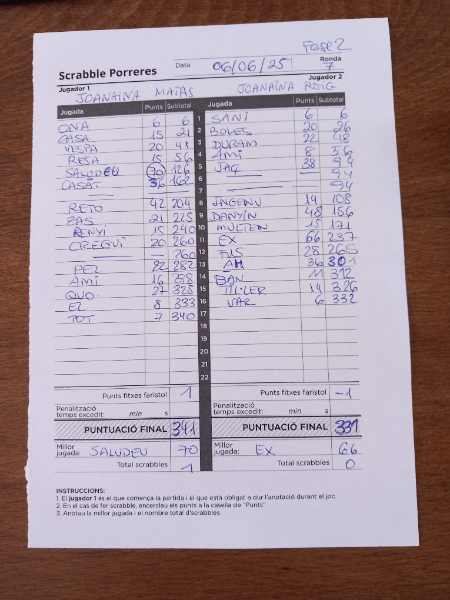 Fase 2
Scrabble Porreres Data 06/06/25 Ronda 7
Jugador 1 Jugador 2
JOANAINA MATAS JOANAINA ROIG
Jugada Punts Subtotal Jugada Punts Subtotal
ONA 6 6 1 SANT 6 6
CASA 15 21 2 20 26
VESPA 20 41 3 DURAM 22 48
RESA 15 56 4 AMI 8 56
SALUDEU 70 126 5 JAÇ 38 94
CASAT 36 162 6 — 94
7 — 94
RETO 42 204 8 INGENU 14 108
ZAS 21 225 9 DANYIN 48 156
RENYI 15 240 10 MULTEN 15 171
CIREGUI 20 260 11 EX 66 237
— 260 12 28 265
PEZ 22 282 13 AH 36 301
AMI 16 298 14 BAN 11 312
QUO 27 325 15 TIL·LER 14 326
EZ 8 333 16 VAR 6 332
TOT 7 340 17
18
19
20
21
22
Punts fitxes faristol 1 Punts fitxes faristol -1
Penalització temps excedit: min s Penalització temps excedit: min s
PUNTUACIÓ FINAL 341 PUNTUACIÓ FINAL 331
Millor jugada: SALUDEU 70 Millor jugada: EX 66
Total scrabbles 1 Total scrabbles 0
INSTRUCCIONS:
1. El jugador 1 és el que comença la partida i el que està obligat a dur l'anotació durant el joc.
2. En el cas de fer scrabble, encerclau els punts a la casella de "Punts".
3. Anotau la millor jugada i el nombre total d'scrabbles.